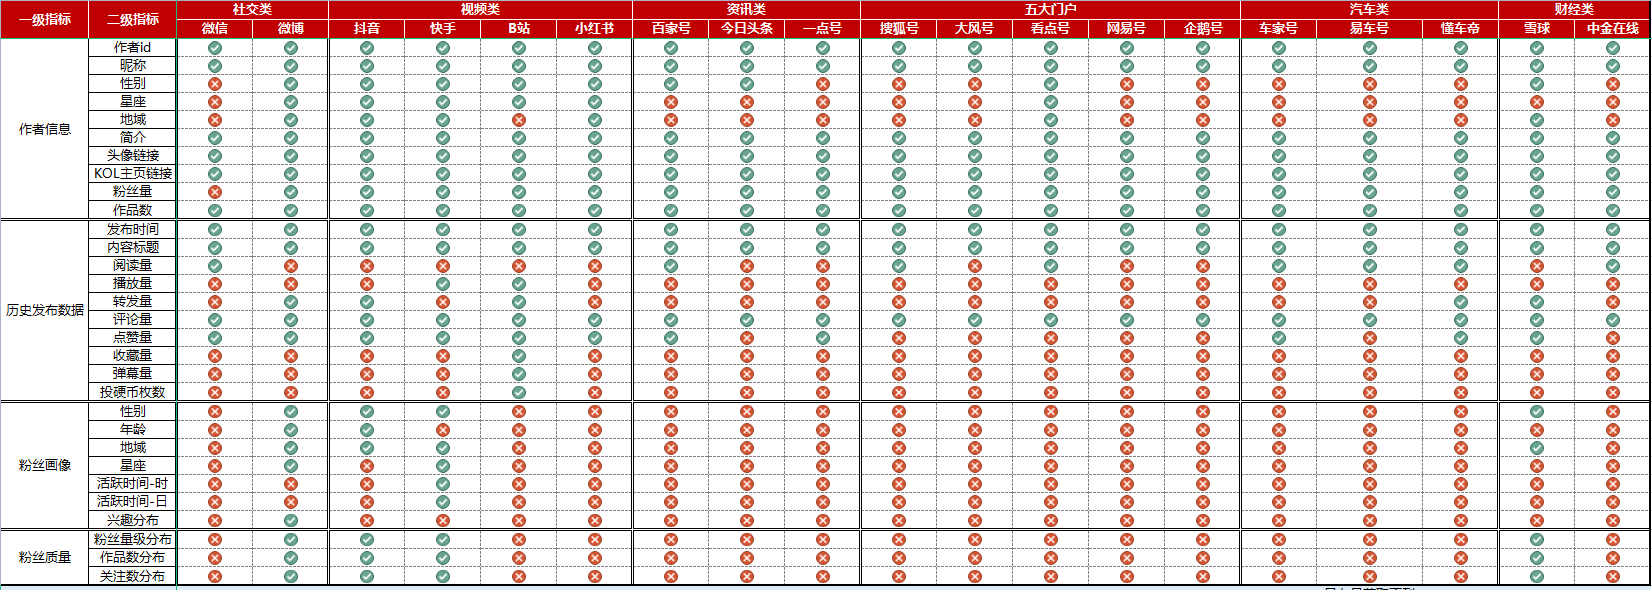 一级指标 二级指标 社交类 视频类 资讯类 五大门户 汽车类 财经类
微信 微博 抖音 快手 B站 小红书 百家号 今日头条 一点号 搜狐号 大风号 看点号 网易号 企鹅号 车家号 易车号 懂车帝 雪球 中金在线
作者信息
作者id
昵称
性别
星座
地域
简介
头像链接
KOL主页链接
粉丝量
作品数
历史发布数据
发布时间
内容标题
阅读量
播放量
转发量
评论量
点赞量
收藏量
弹幕量
投硬币枚数
粉丝画像
性别
年龄
地域
星座
活跃时间-时
活跃时间-日
兴趣分布
粉丝质量
粉丝量级分布
作品数分布
关注数分布